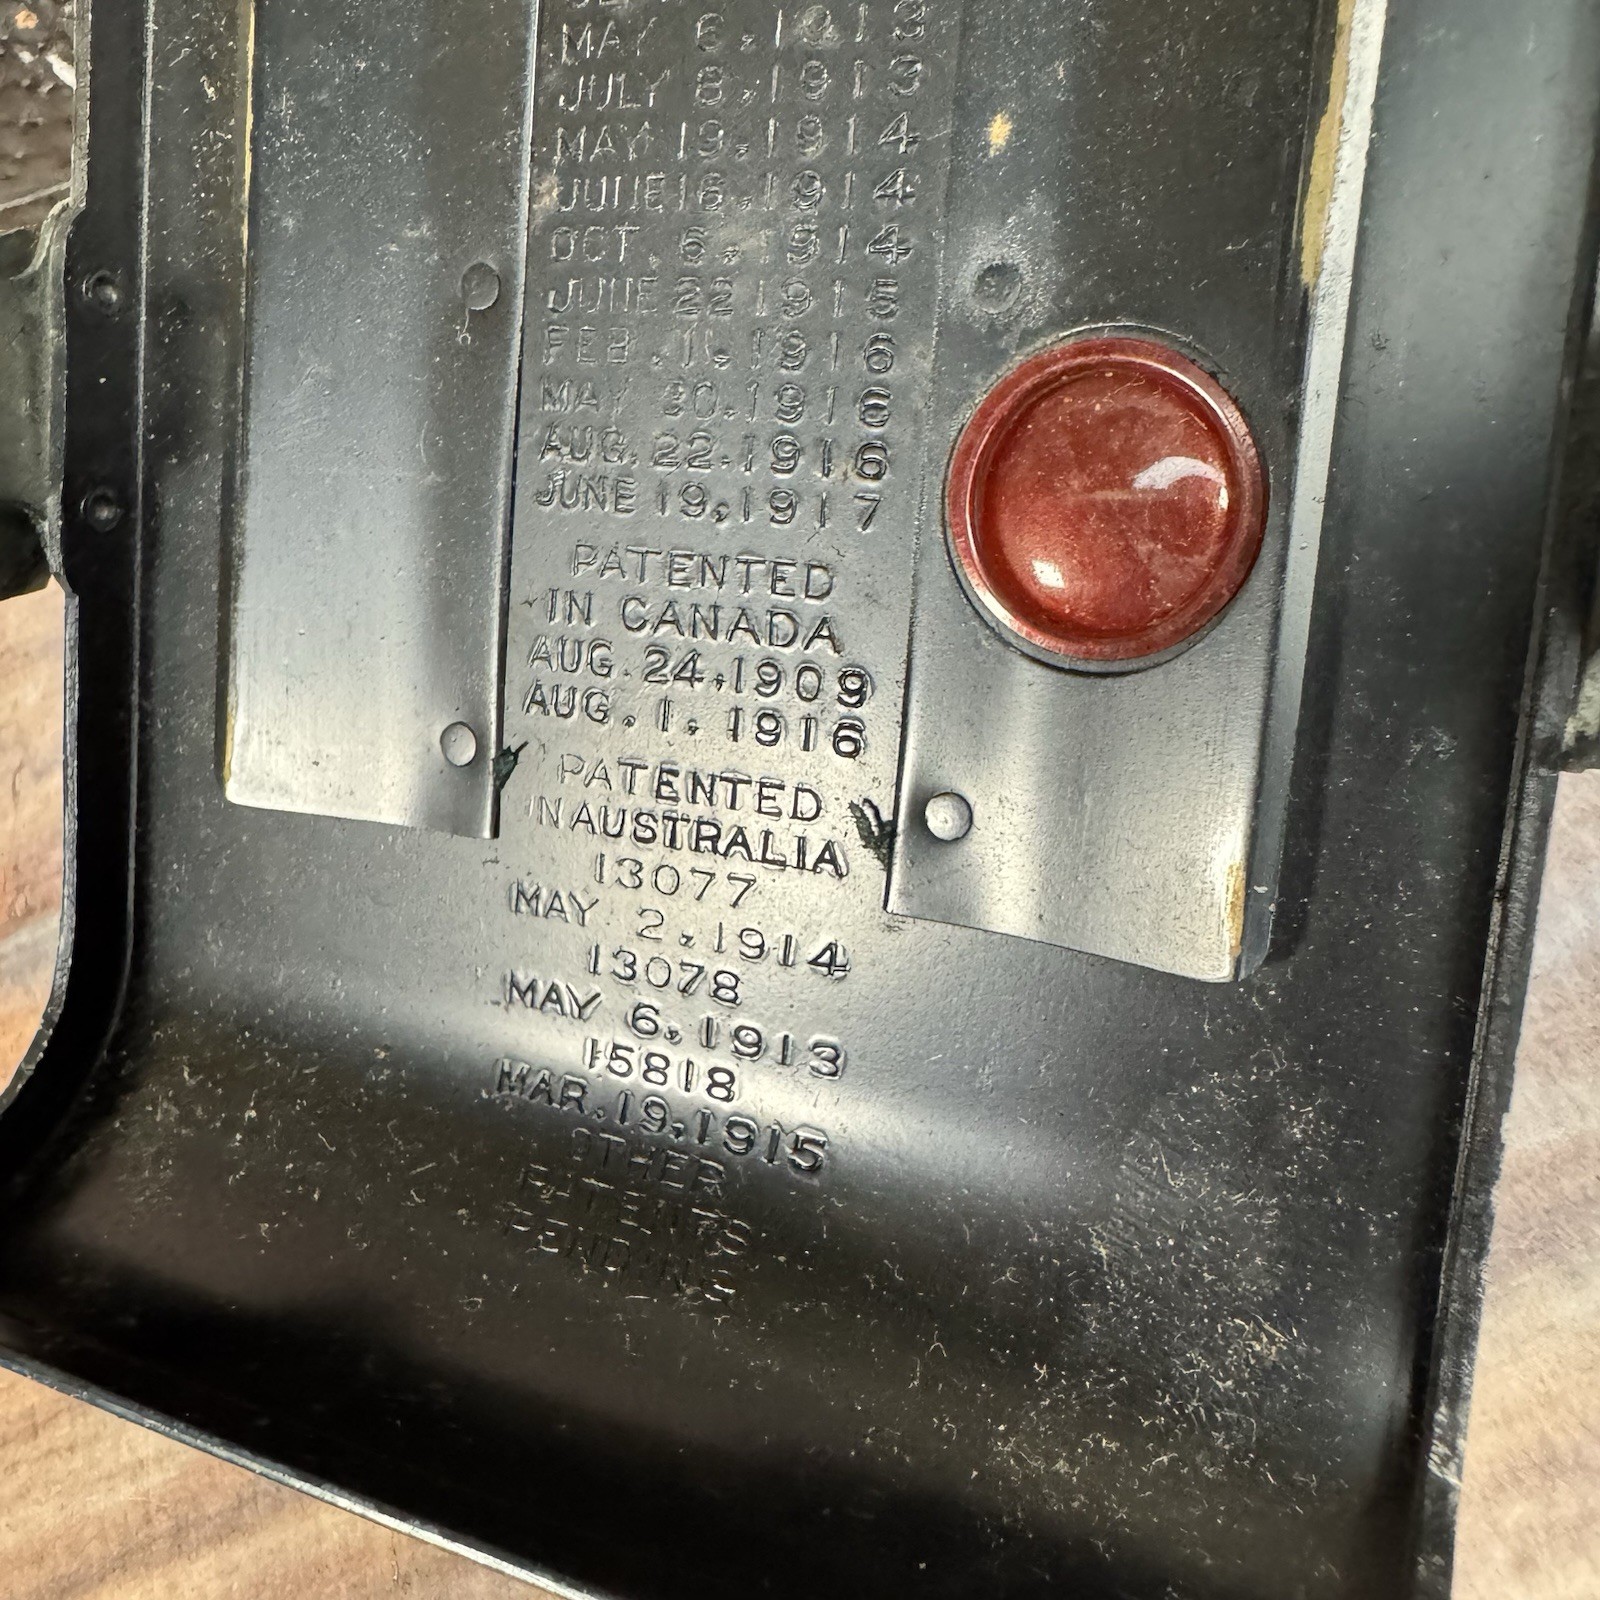 MAY 6, 1913
JULY 8, 1913
MAY 19, 1914
JUNE 16, 1914
OCT. 6, 1914
JUNE 22 1915
FEB. 1, 1916
MAY 30, 1916
AUG. 22, 1916
JUNE 19, 1917
PATENTED
IN CANADA
AUG. 24, 1909
AUG. 1, 1916
PATENTED
IN AUSTRALIA
13077
MAY 2, 1914
13078
MAY 6, 1913
15818
MAR. 19, 1915
OTHER
PATENTS
PENDING